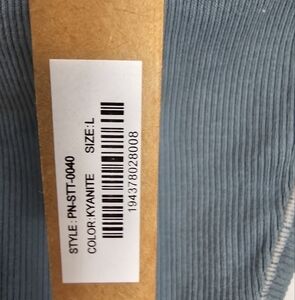 STYLE: PN-STT-0040
COLOR: KYANITE SIZE: L
194378028008